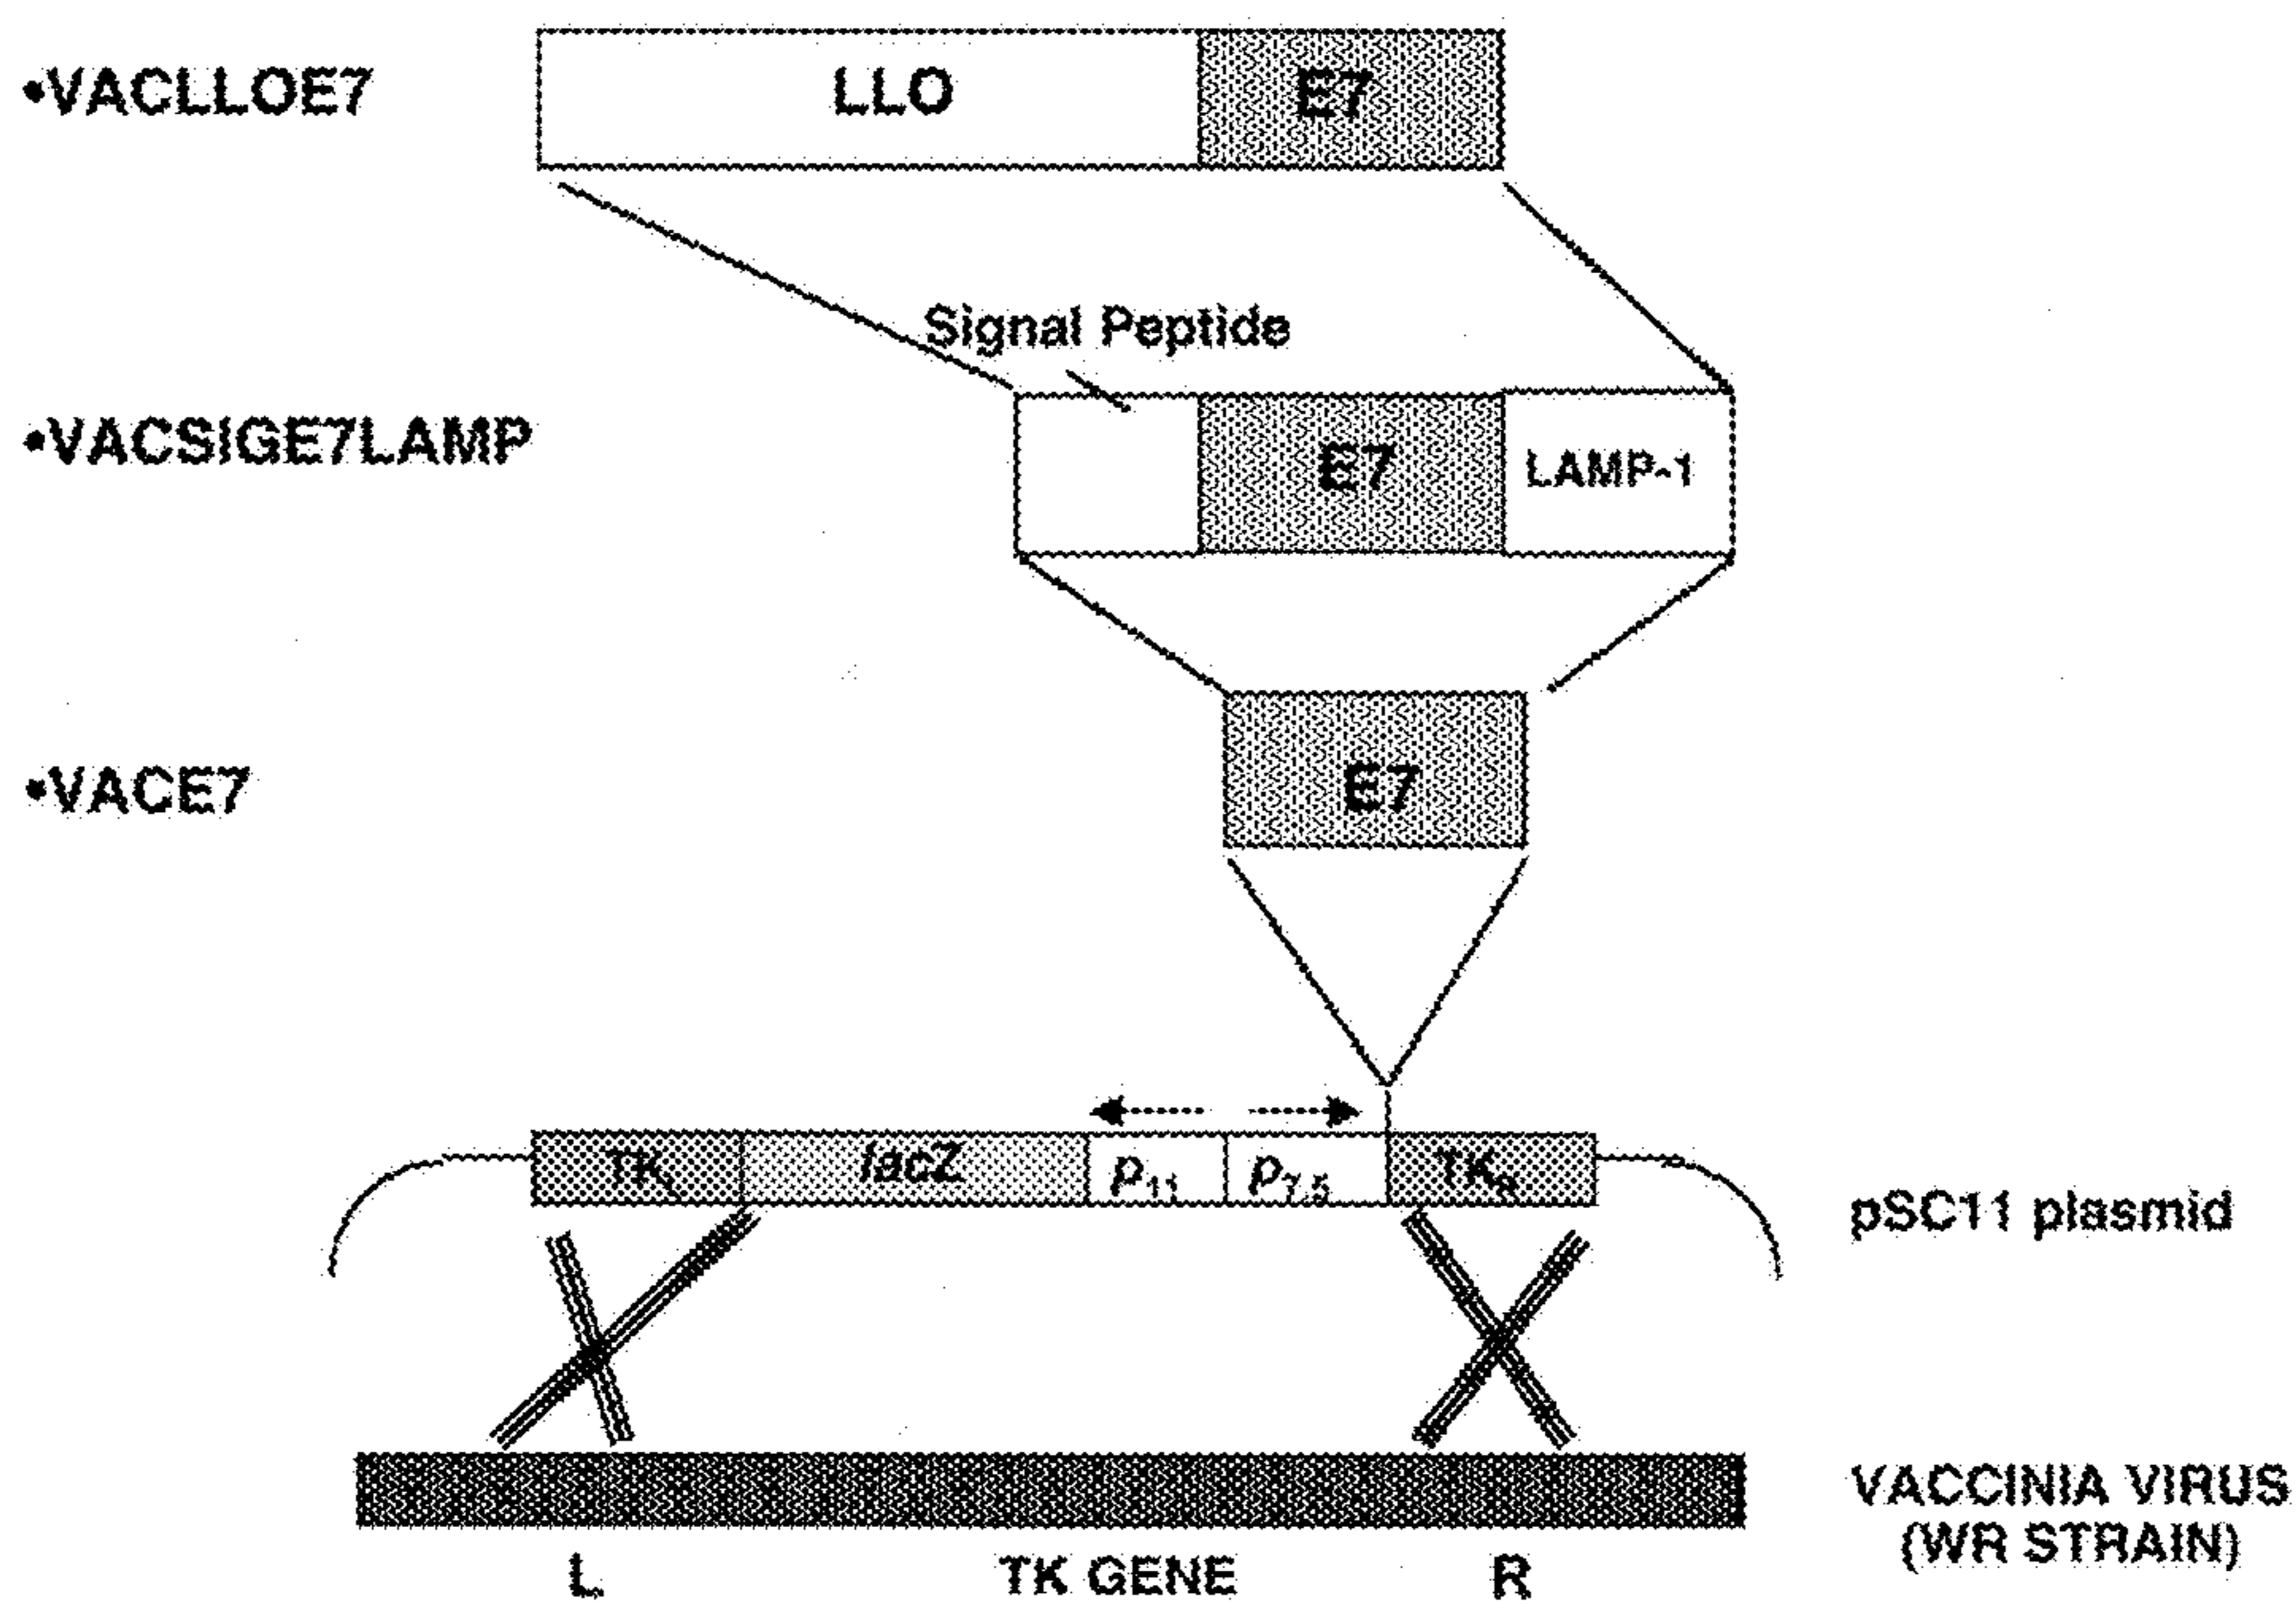 •VACLLOE7
LLO
E7
Signal Peptide
•VACSIGE7LAMP
E7
LAMP-1
•VACE7
E7
TKL
lacZ
p11
p7.5
TKR
pSC11 plasmid
VACCINIA VIRUS
(WR STRAIN)
L
TK GENE
R